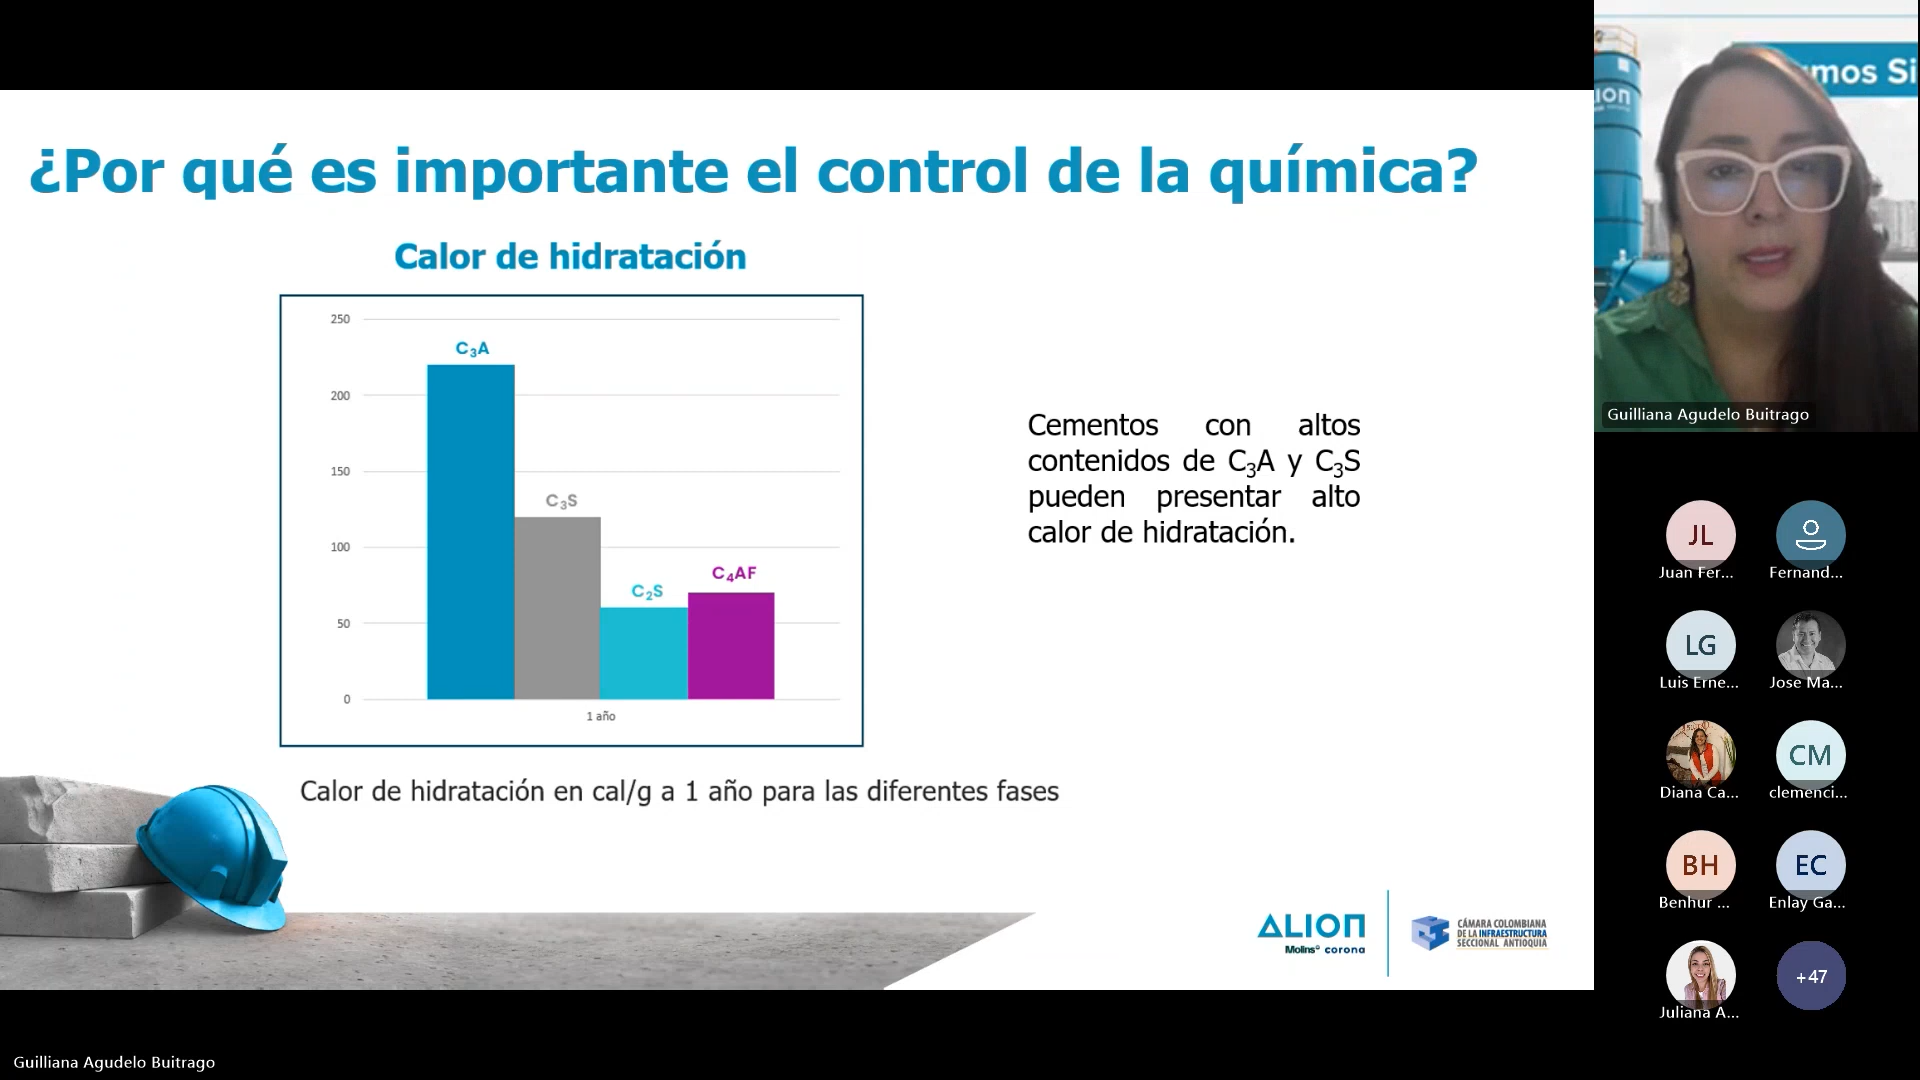 ¿Por qué es importante el control de la química?
Calor de hidratación
250
200
150
100
50
0
C₃A
C₃S
C₂S
C₄AF
1 año
Calor de hidratación en cal/g a 1 año para las diferentes fases
Cementos con altos
contenidos de C₃A y C₃S
pueden presentar alto
calor de hidratación.
ALION
Molins corona
CÁMARA COLOMBIANA
DE LA INFRAESTRUCTURA
SECCIONAL ANTIOQUIA
mos Si
ION
Guilliana Agudelo Buitrago
JL
Juan Fer...
Fernand...
LG
Luis Erne...
Jose Ma...
Diana Ca...
CM
clemenci...
BH
Benhur ...
EC
Enlay Ga...
Juliana A...
+47
Guilliana Agudelo Buitrago